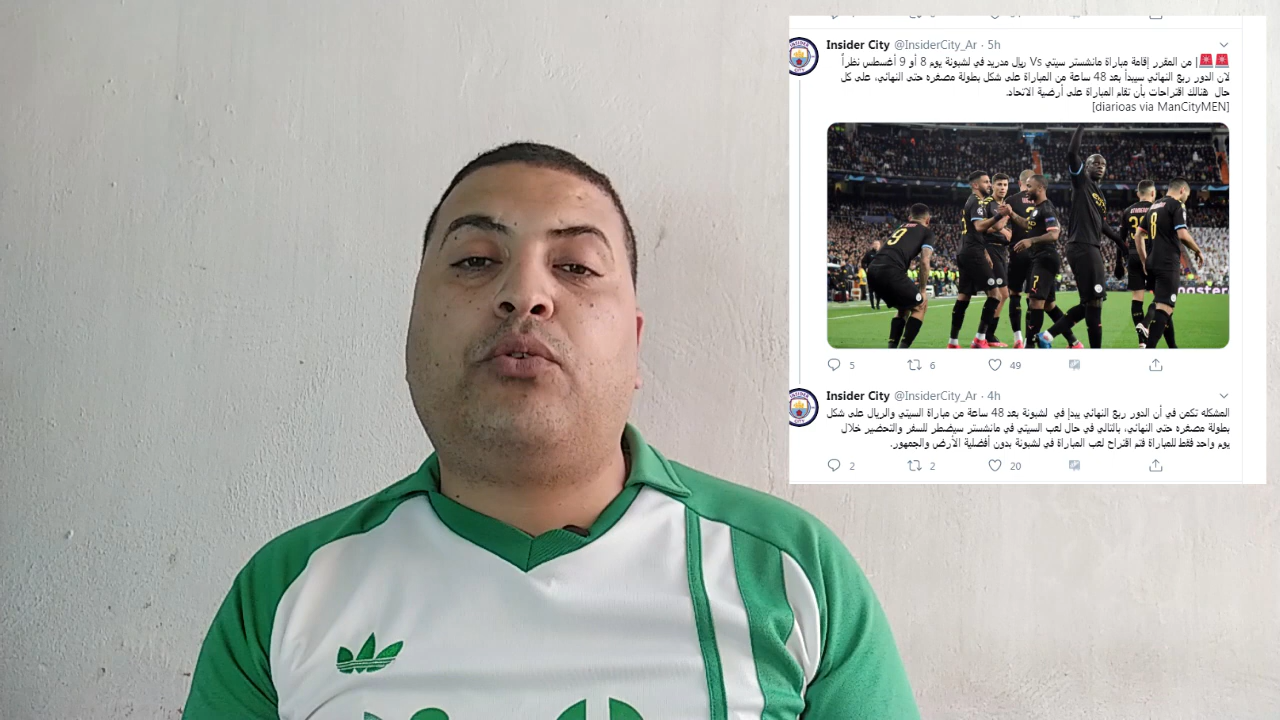 Insider City @InsiderCity_Ar · 5h
🚨🚨| من المقرر إقامة مباراة مانشستر سيتي Vs ريال مدريد في لشبونة يوم 8 أو 9 أغسطس نظراً
لان الدور ربع النهائي سيبدأ بعد 48 ساعة من المباراة على شكل بطولة مصغره حتى النهائي، على كل
حال هنالك اقتراحات بأن تقام المباراة على أرضية الاتحاد.
[diarioas via ManCityMEN]
9
7
8
5 6 49
Insider City @InsiderCity_Ar · 4h
المشكله تكمن في أن الدور ربع النهائي يبدا في لشبونة بعد 48 ساعة من مباراة السيتي والريال على شكل
بطولة مصغره حتى النهائي، بالتالي في حال لعب السيتي في مانشستر سيضطر للسفر والتحضير خلال
يوم واحد فقط للمباراة فتم اقتراح لعب المباراة في لشبونة بدون أفضلية الأرض والجمهور.
2 2 20